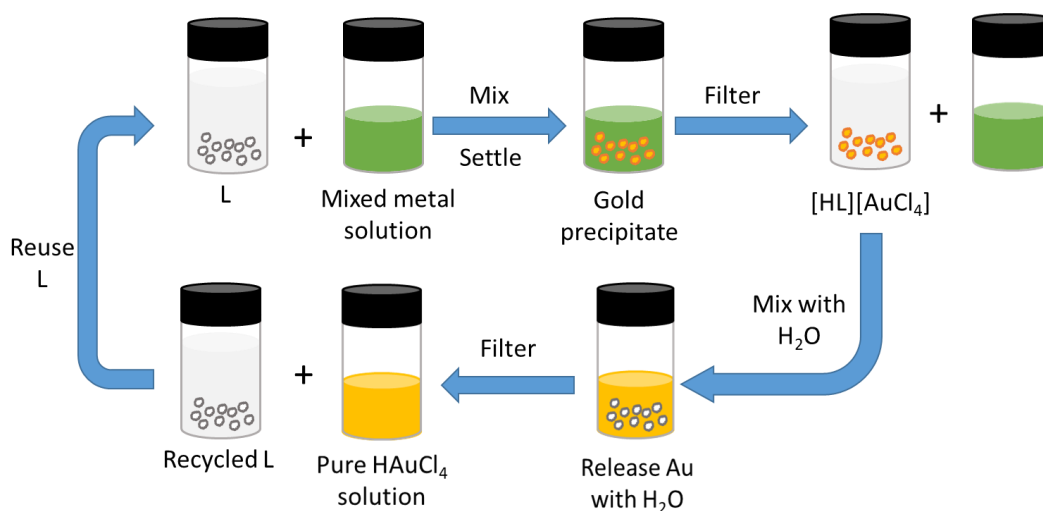 Mix
Settle
Filter
+
+
L
Mixed metal
solution
Gold
precipitate
[HL][AuCl₄]
Reuse
L
Mix with
H₂O
Filter
+
Recycled L
Pure HAuCl₄
solution
Release Au
with H₂O